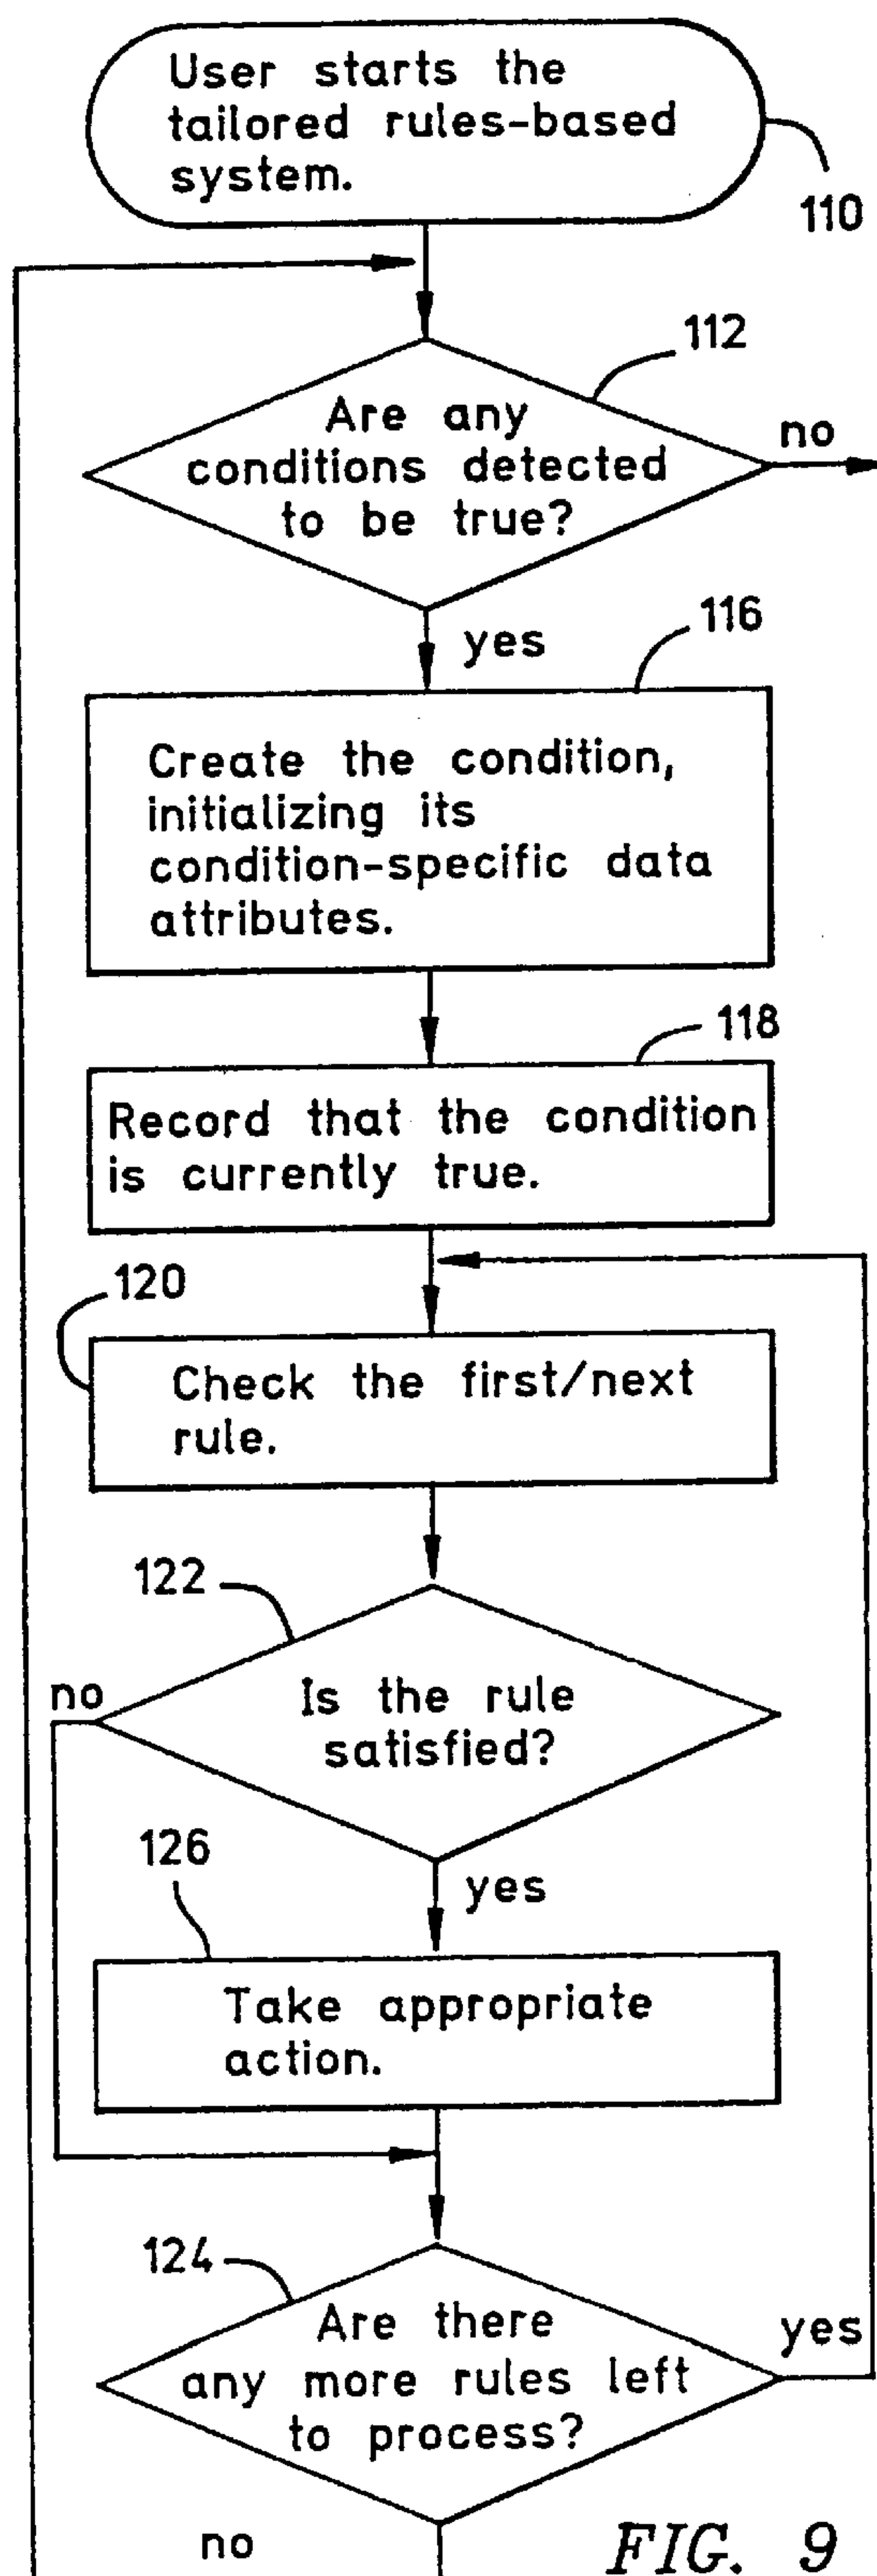 User starts the
tailored rules-based
system.
110
112
Are any
conditions detected
to be true?
no
yes
116
Create the condition,
initializing its
condition-specific data
attributes.
118
Record that the condition
is currently true.
120
Check the first/next
rule.
122
no
Is the rule
satisfied?
126
yes
Take appropriate
action.
124
Are there
any more rules left
to process?
yes
no
FIG. 9